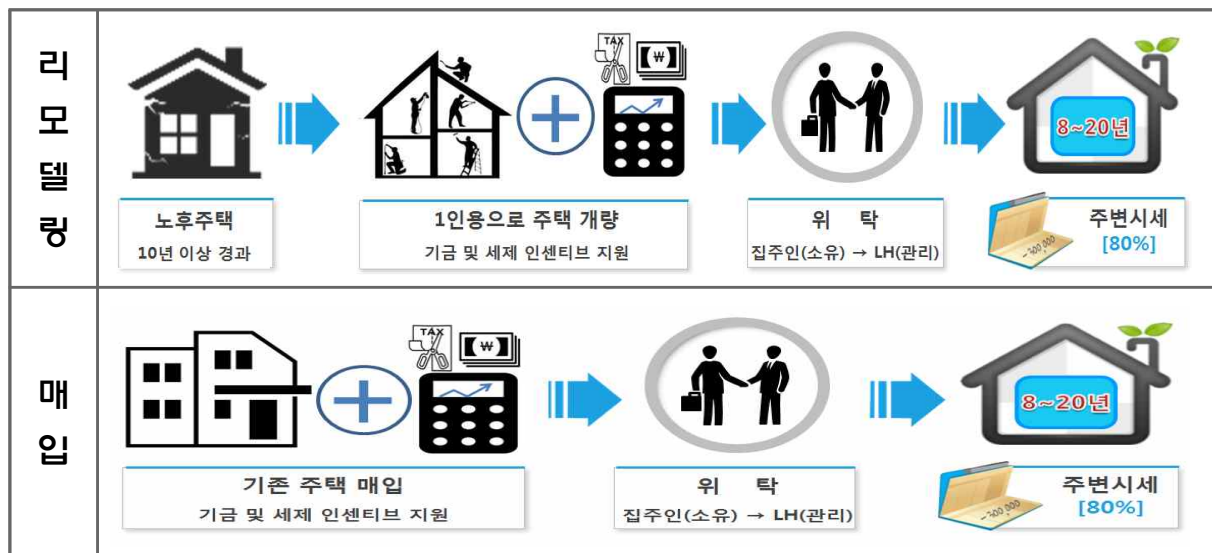 리모델링
TAX
₩
8~20년
노후주택
10년 이상 경과
1인용으로 주택 개량
기금 및 세제 인센티브 지원
위 탁
집주인(소유) → LH(관리)
주변시세
[80%]
매입
TAX
₩
8~20년
기존 주택 매입
기금 및 세제 인센티브 지원
위 탁
집주인(소유) → LH(관리)
주변시세
[80%]